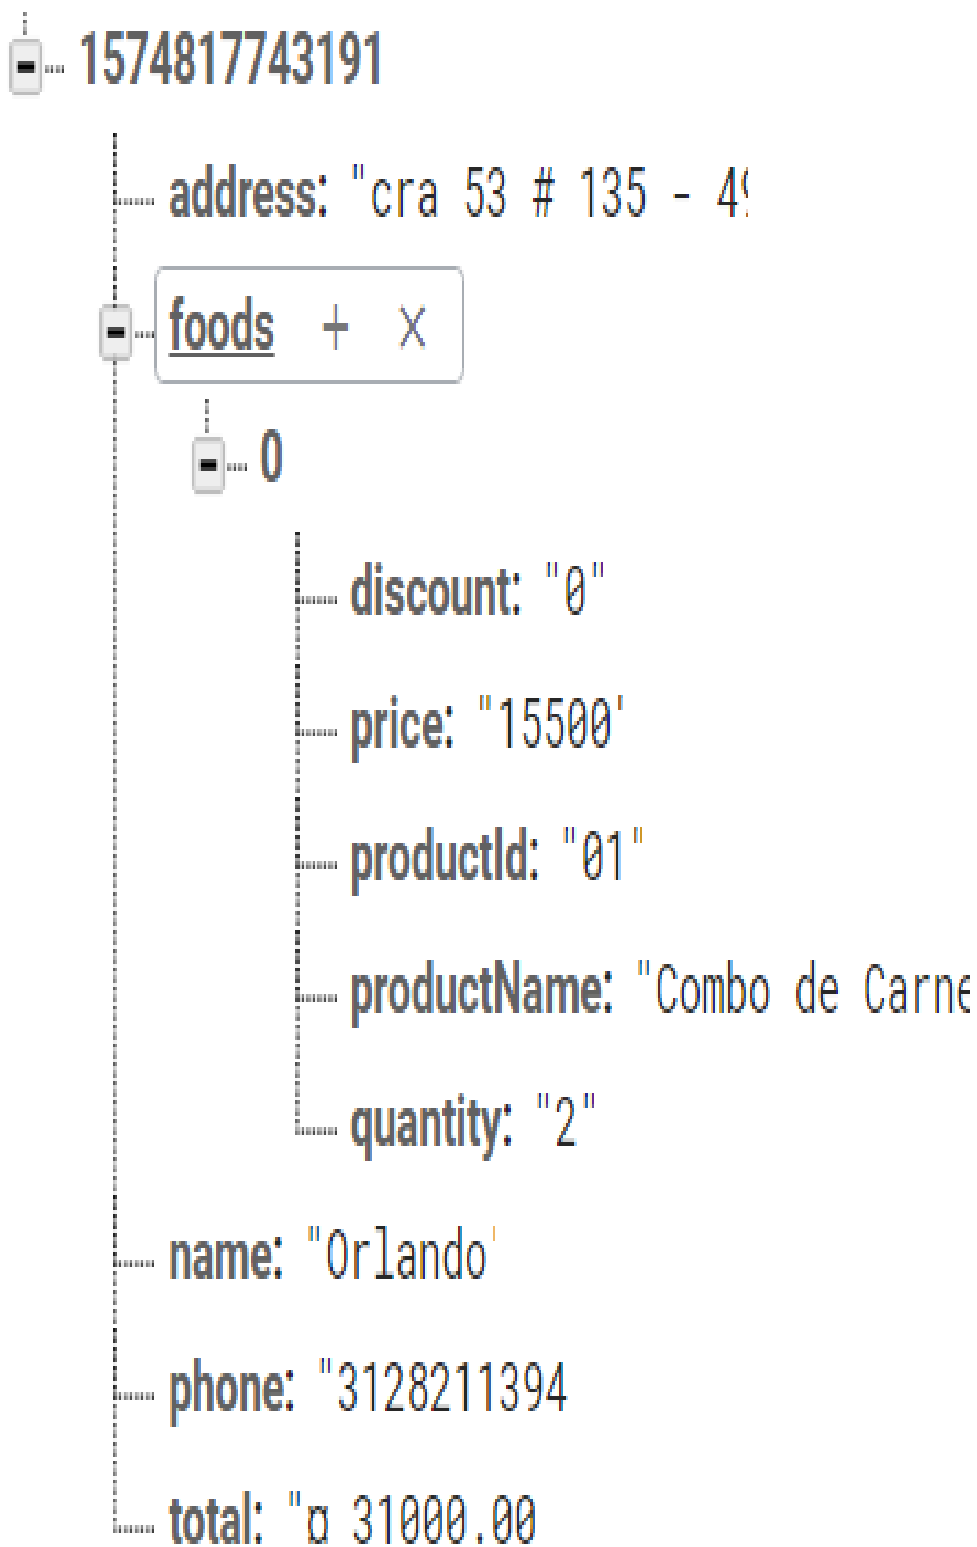 1574817743191
address: "cra 53 # 135 - 49
foods + ×
0
discount: "0"
price: "15500"
productId: "01"
productName: "Combo de Carne
quantity: "2"
name: "Orlando'
phone: "3128211394
total: "¤ 31000.00